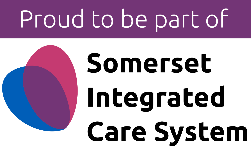 Proud to be part of
Somerset
Integrated
Care System